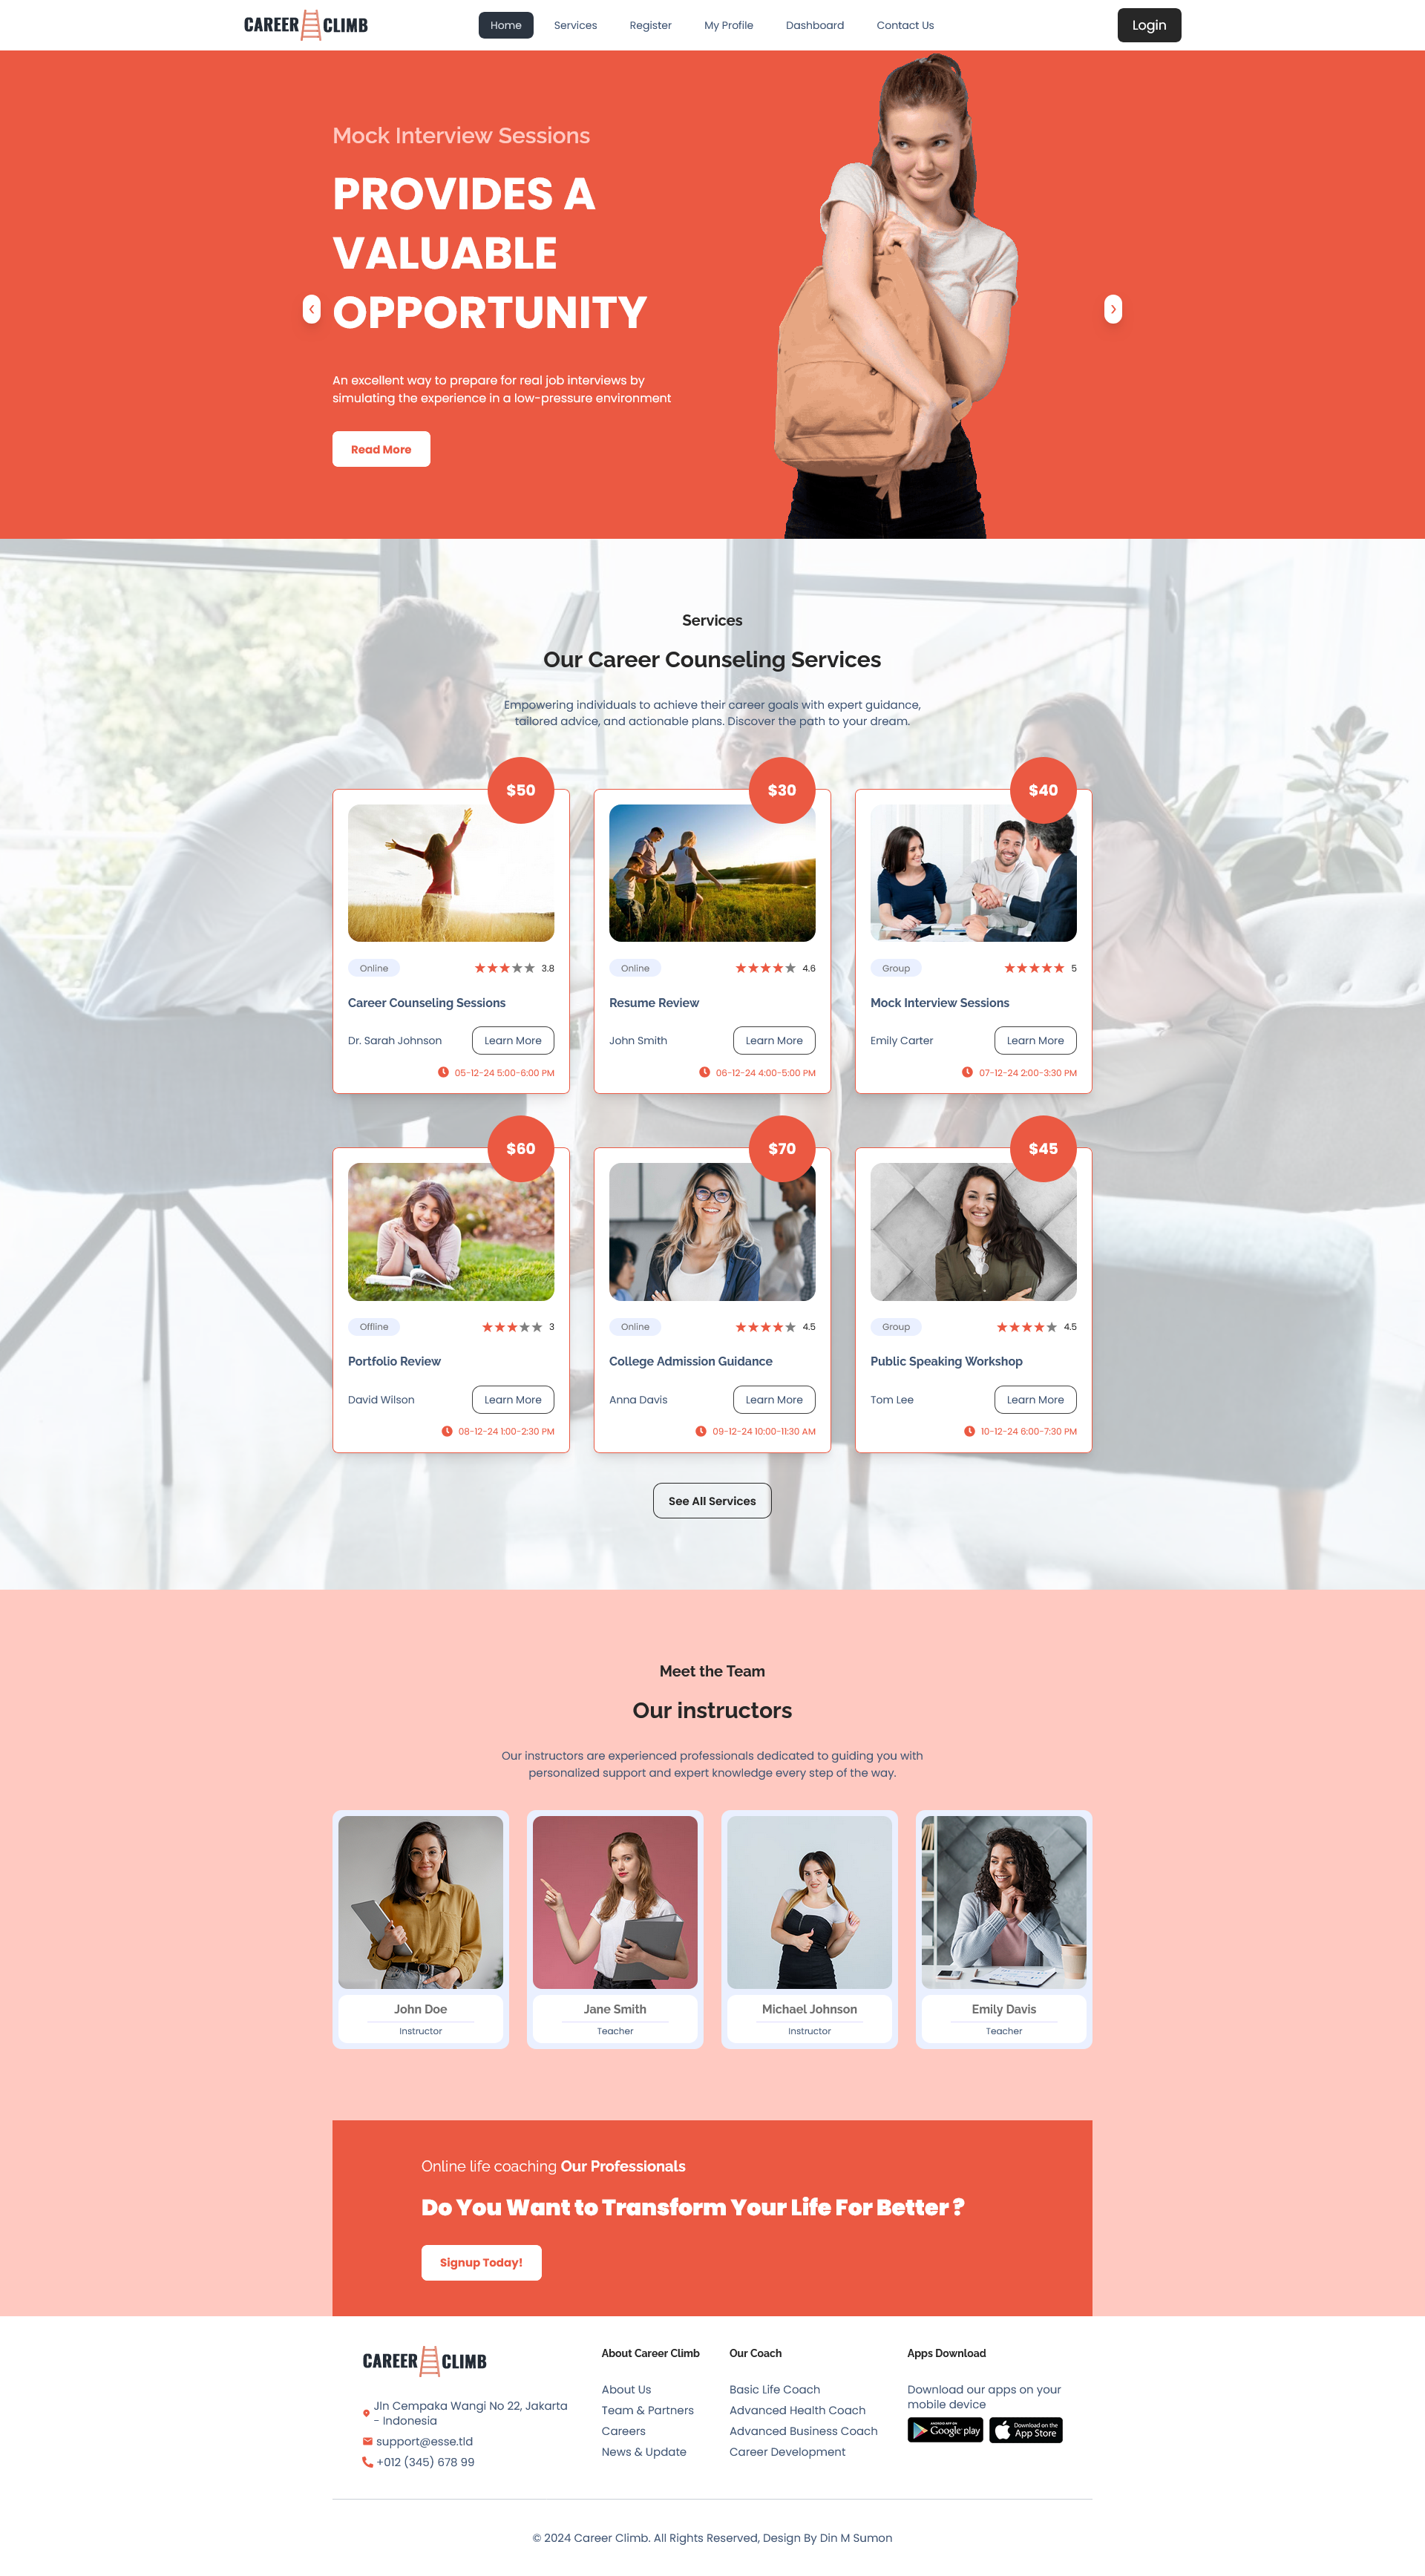 CAREER CLIMB
Home
Services
Register
My Profile
Dashboard
Contact Us
Login
Mock Interview Sessions
PROVIDES A
VALUABLE
OPPORTUNITY
An excellent way to prepare for real job interviews by
simulating the experience in a low-pressure environment
Read More
Services
Our Career Counseling Services
Empowering individuals to achieve their career goals with expert guidance,
tailored advice, and actionable plans. Discover the path to your dream.
$50
Online
3.8
Career Counseling Sessions
Dr. Sarah Johnson
Learn More
05-12-24 5:00-6:00 PM
$30
Online
4.6
Resume Review
John Smith
Learn More
06-12-24 4:00-5:00 PM
$40
Group
5
Mock Interview Sessions
Emily Carter
Learn More
07-12-24 2:00-3:30 PM
$60
Offline
3
Portfolio Review
David Wilson
Learn More
08-12-24 1:00-2:30 PM
$70
Online
4.5
College Admission Guidance
Anna Davis
Learn More
09-12-24 10:00-11:30 AM
$45
Group
4.5
Public Speaking Workshop
Tom Lee
Learn More
10-12-24 6:00-7:30 PM
See All Services
Meet the Team
Our instructors
Our instructors are experienced professionals dedicated to guiding you with
personalized support and expert knowledge every step of the way.
John Doe
Instructor
Jane Smith
Teacher
Michael Johnson
Instructor
Emily Davis
Teacher
Online life coaching Our Professionals
Do You Want to Transform Your Life For Better ?
Signup Today!
CAREER CLIMB
Jln Cempaka Wangi No 22, Jakarta
- Indonesia
support@esse.tld
+012 (345) 678 99
About Career Climb
About Us
Team & Partners
Careers
News & Update
Our Coach
Basic Life Coach
Advanced Health Coach
Advanced Business Coach
Career Development
Apps Download
Download our apps on your
mobile device
ANDROID APP ON
Google play
Download on the
App Store
© 2024 Career Climb. All Rights Reserved, Design By Din M Sumon